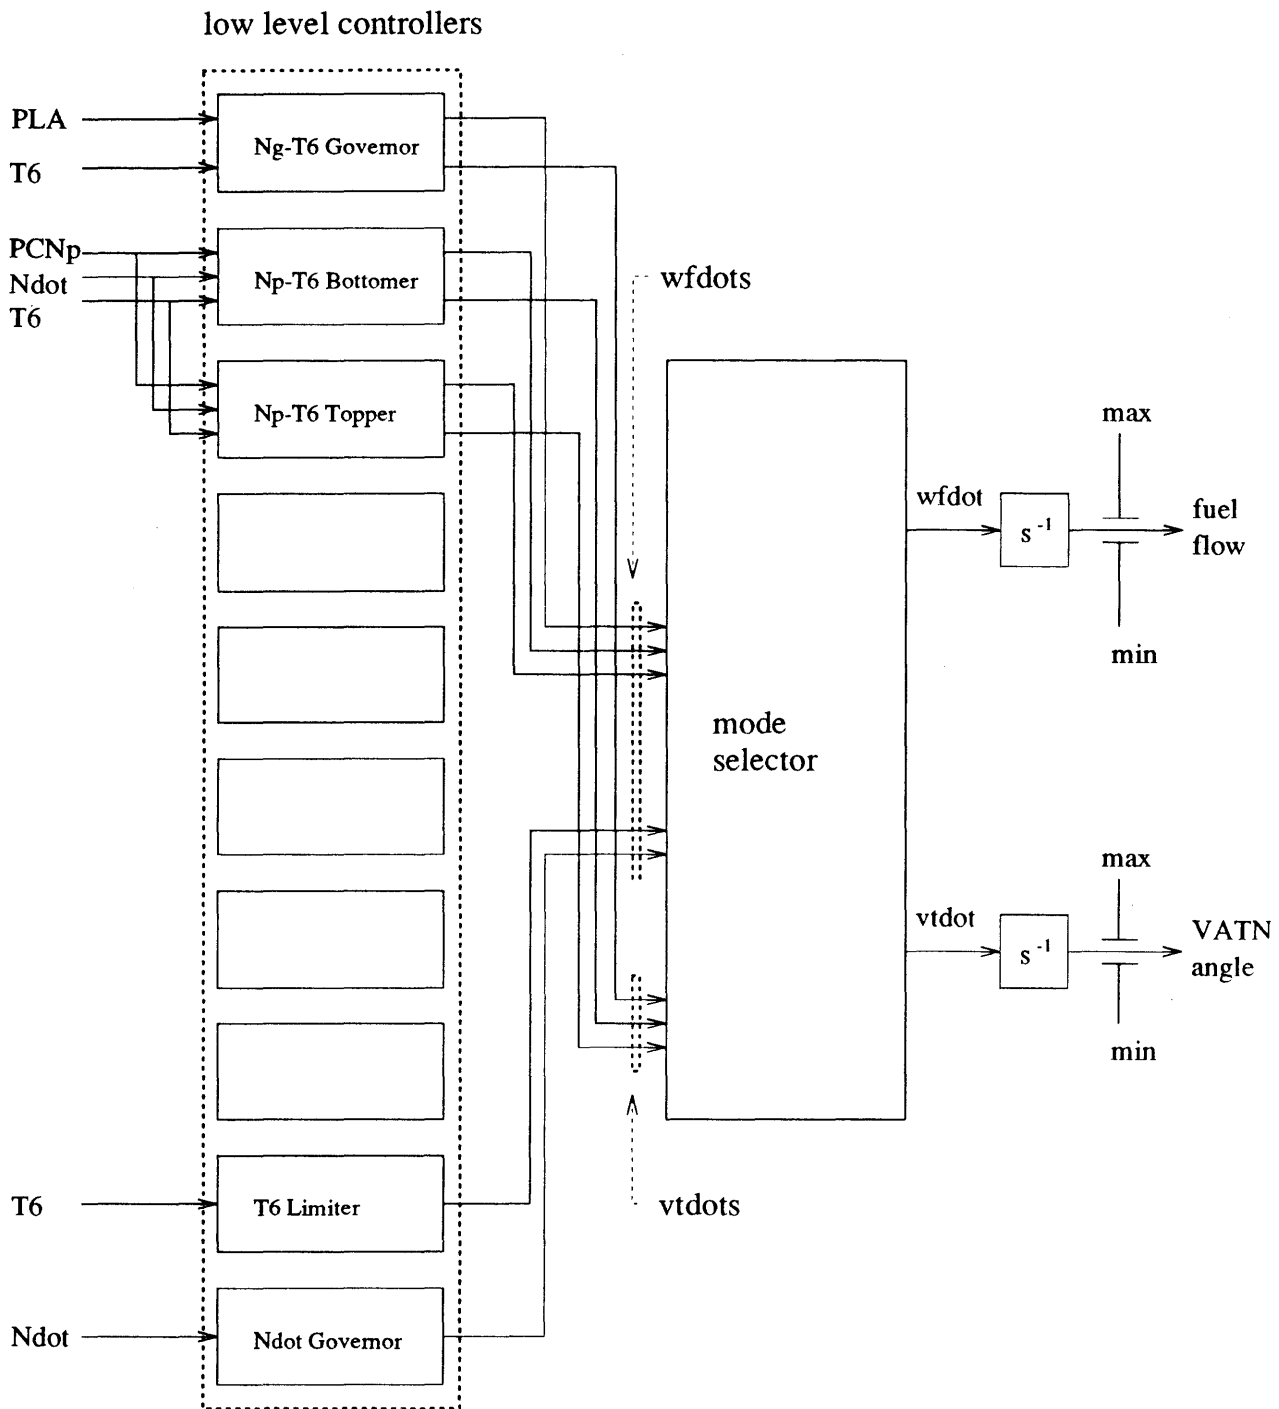 low level controllers
PLA
T6
Ng-T6 Governor
PCNp
Ndot
T6
Np-T6 Bottomer
Np-T6 Topper
wfdots
mode
selector
wfdot
s⁻¹
max
min
fuel
flow
vtdot
s⁻¹
max
min
VATN
angle
vtdots
T6
T6 Limiter
Ndot
Ndot Governor